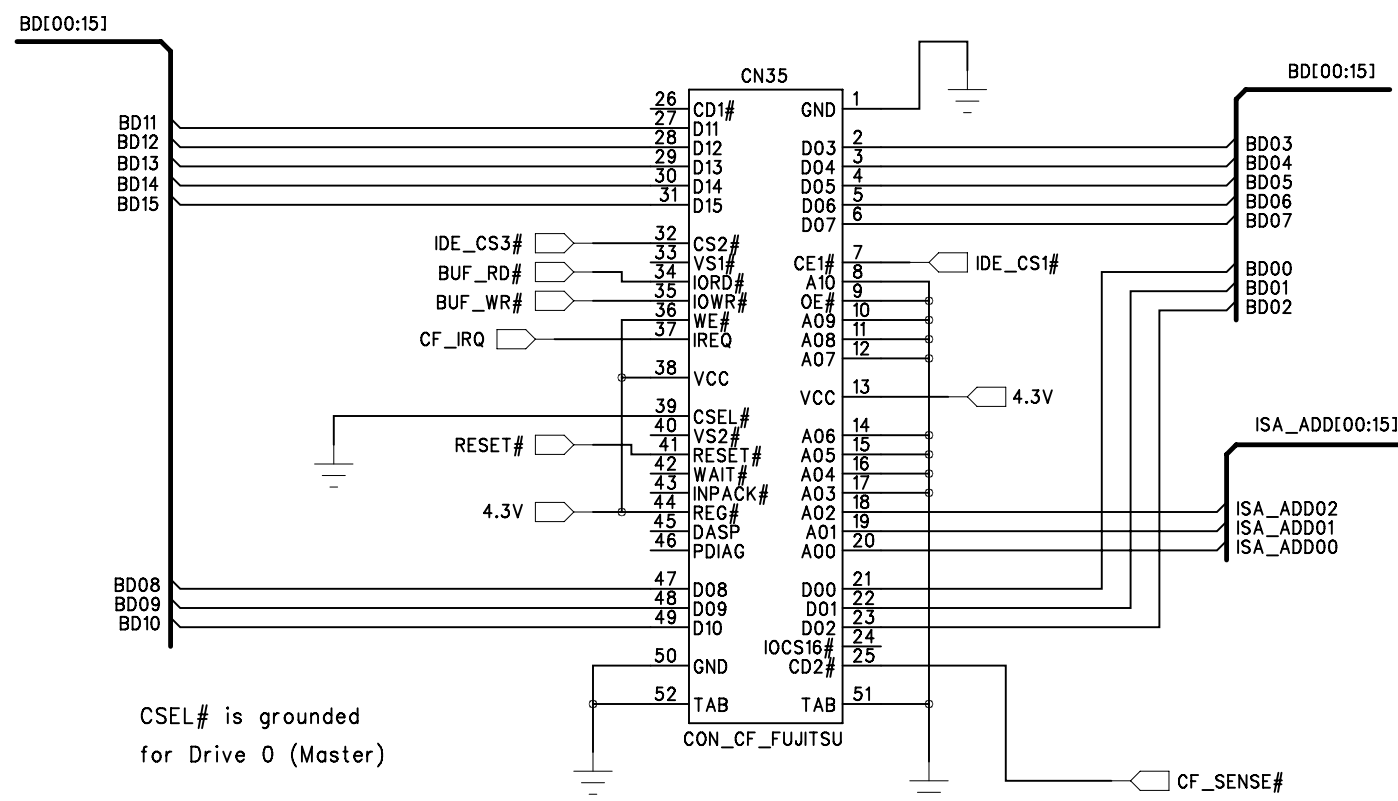 BD[00:15]
BD[00:15]
CN35
26 CD1# GND 1
BD11 27 D11
BD12 28 D12 D03 2 BD03
BD13 29 D13 D04 3 BD04
BD14 30 D14 D05 4 BD05
BD15 31 D15 D06 5 BD06
D07 6 BD07
IDE_CS3# 32 CS2#
33 VS1# CE1# 7 IDE_CS1#
BUF_RD# 34 IORD# A10 8 BD00
BUF_WR# 35 IOWR# OE# 9 BD01
36 WE# A09 10 BD02
CF_IRQ 37 IREQ A08 11
A07 12
38 VCC
VCC 13 4.3V
39 CSEL#
ISA_ADD[00:15]
40 VS2# A06 14
RESET# 41 RESET# A05 15
42 WAIT# A04 16
43 INPACK# A03 17
4.3V 44 REG# A02 18 ISA_ADD02
45 DASP A01 19 ISA_ADD01
46 PDIAG A00 20 ISA_ADD00
BD08 47 D08 D00 21
BD09 48 D09 D01 22
BD10 49 D10 D02 23
IOCS16# 24
50 GND CD2# 25
52 TAB TAB 51
CSEL# is grounded
for Drive 0 (Master)
CON_CF_FUJITSU
CF_SENSE#